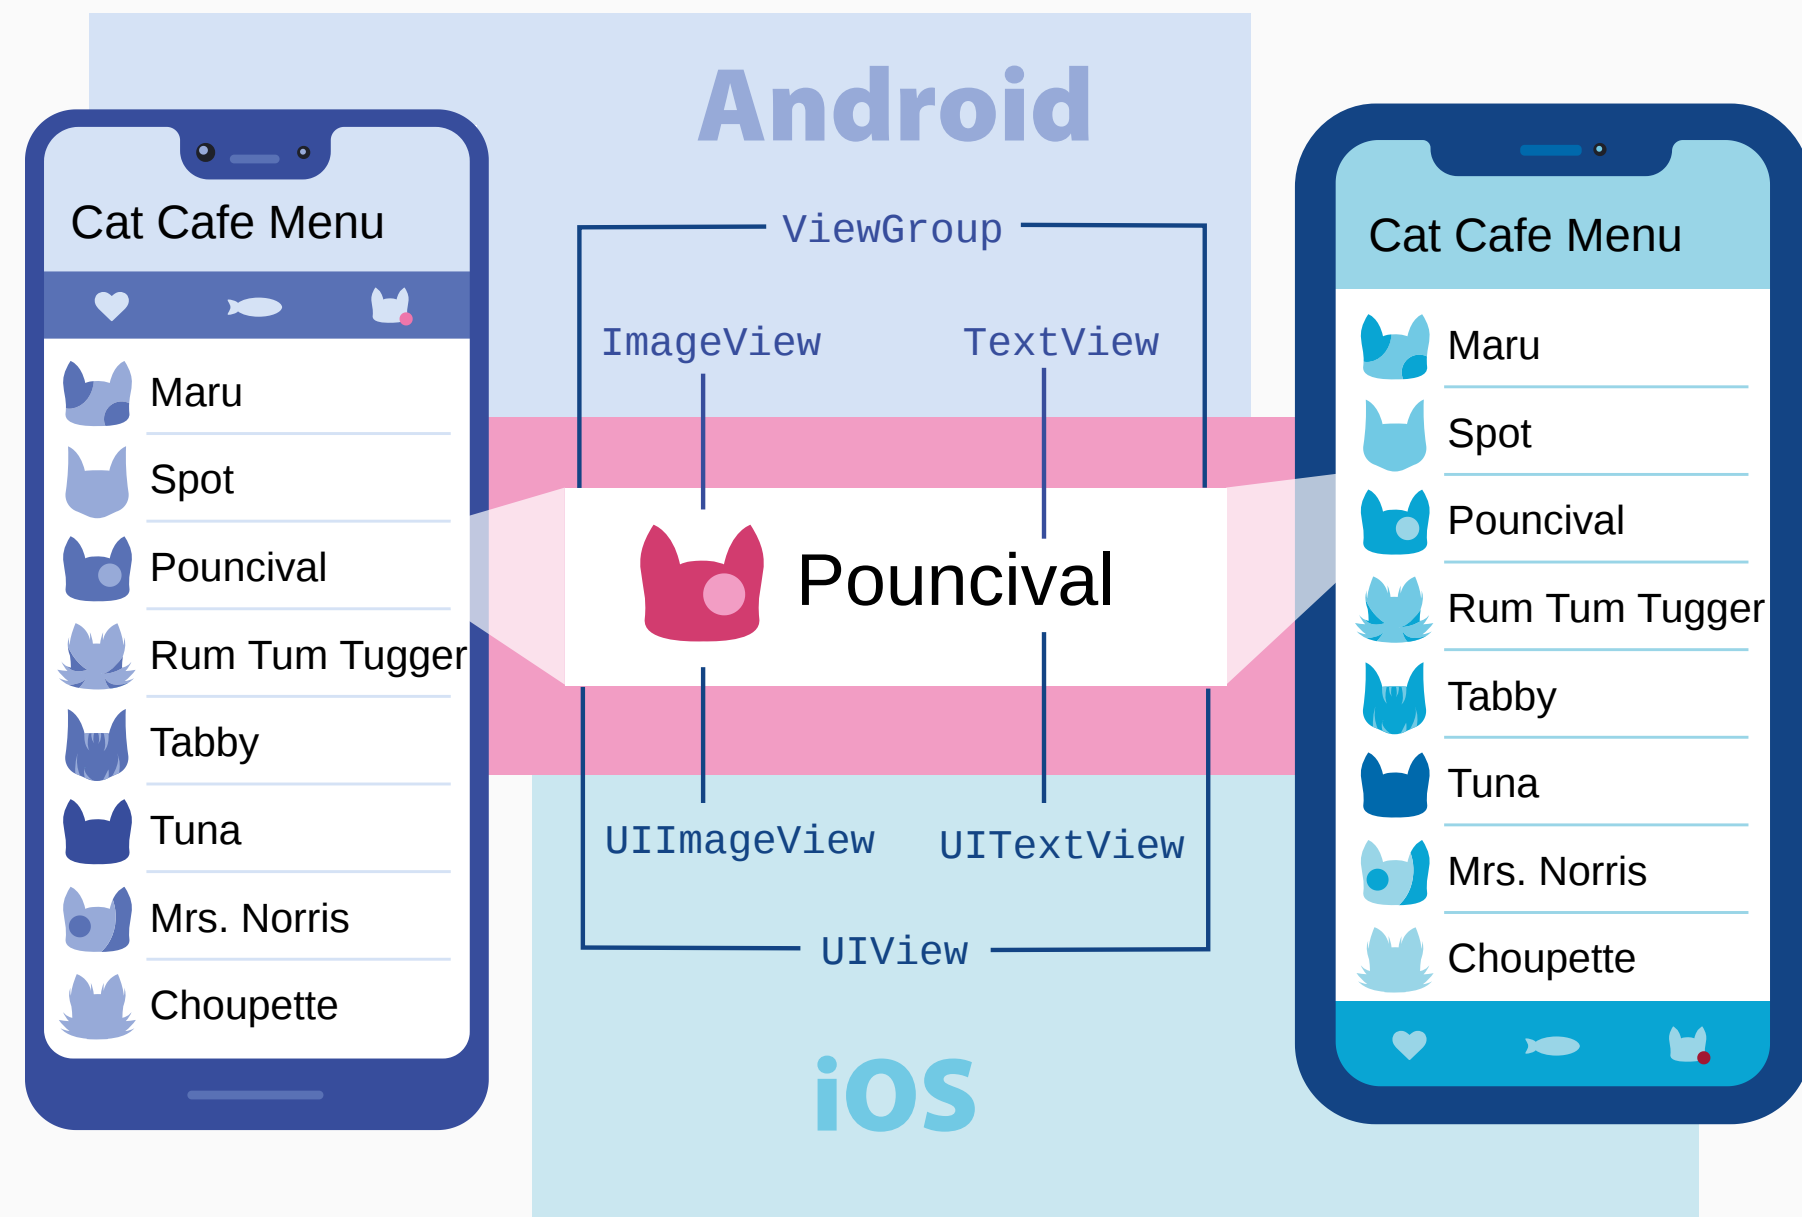 Android
Cat Cafe Menu
Maru
Spot
Pouncival
Rum Tum Tugger
Tabby
Tuna
Mrs. Norris
Choupette
ViewGroup
ImageView
TextView
Pouncival
UIImageView
UITextView
UIView
iOS
Cat Cafe Menu
Maru
Spot
Pouncival
Rum Tum Tugger
Tabby
Tuna
Mrs. Norris
Choupette